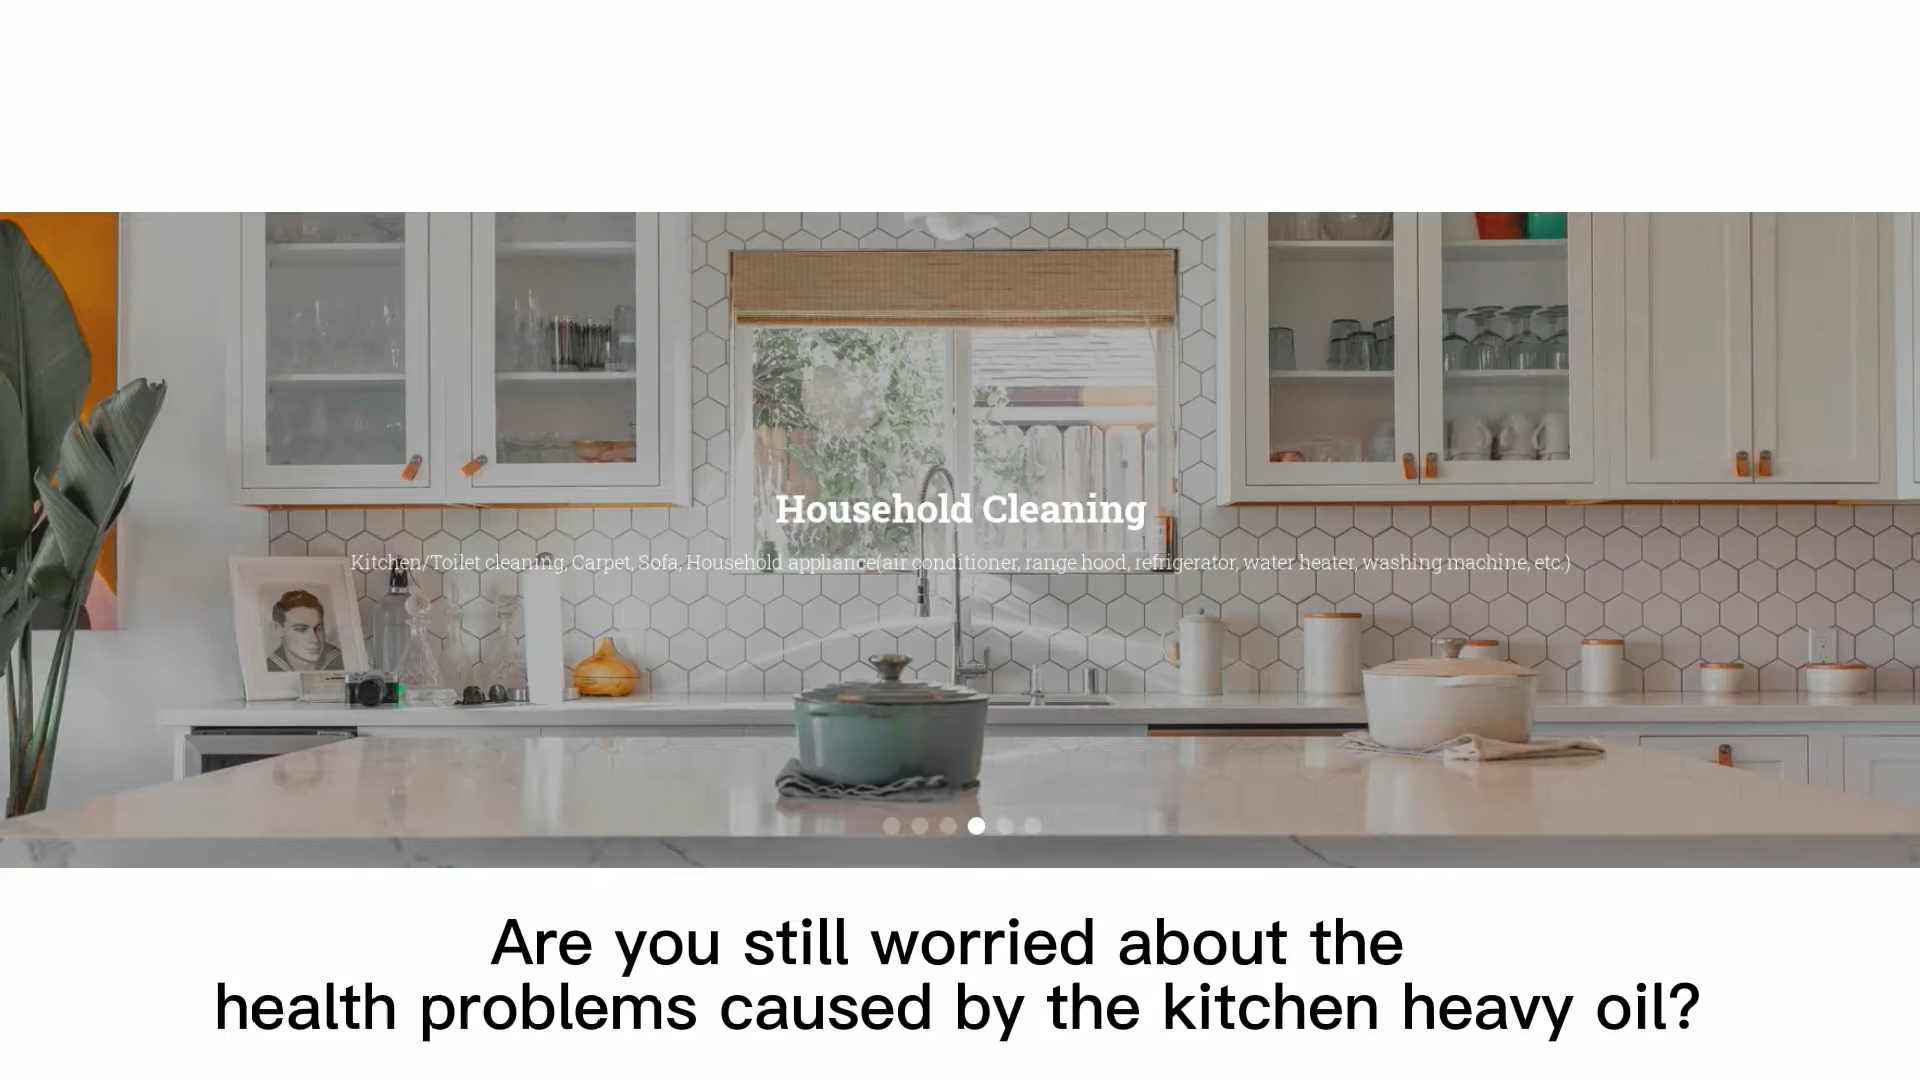 Household Cleaning
Kitchen/Toilet cleaning, Carpet, Sofa, Household appliance(air conditioner, range hood, refrigerator, water heater, washing machine, etc.)
Are you still worried about the
health problems caused by the kitchen heavy oil?